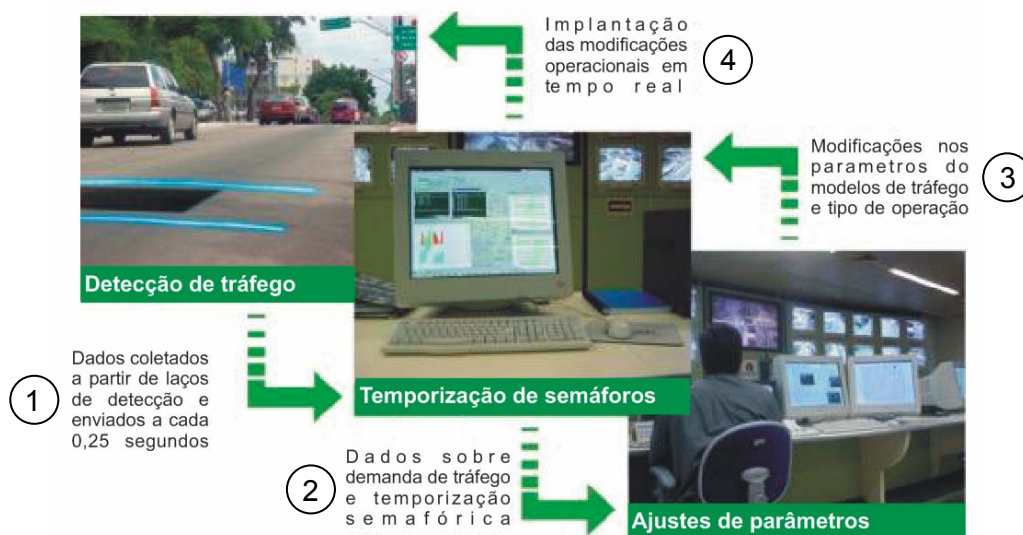 Implantação
das modificações
operacionais em
tempo real
4
Modificações nos
parametros do
modelos de tráfego
e tipo de operação
3
Detecção de tráfego
Dados coletados
a partir de laços
de detecção e
enviados a cada
0,25 segundos
1
Temporização de semáforos
Dados sobre
demanda de tráfego
e temporização
semafórica
2
Ajustes de parâmetros